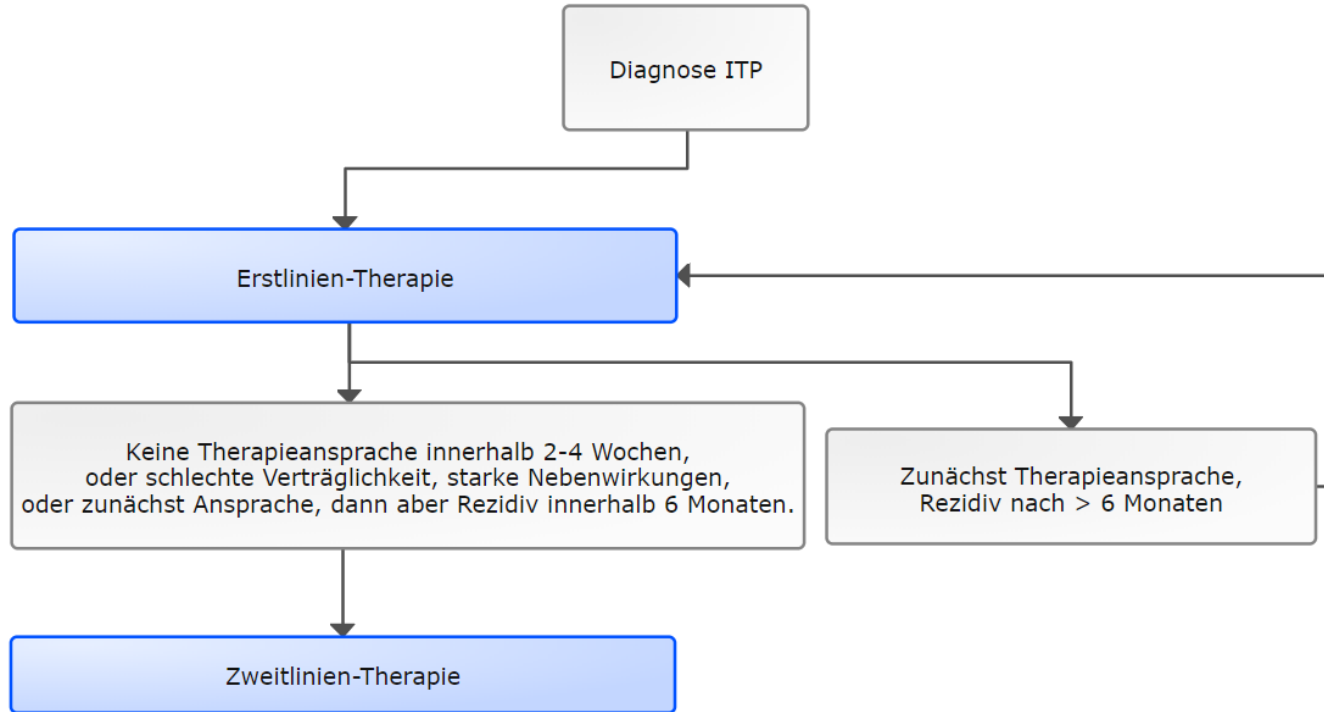 Diagnose ITP
Erstlinien-Therapie
Keine Therapieansprache innerhalb 2-4 Wochen,
oder schlechte Verträglichkeit, starke Nebenwirkungen,
oder zunächst Ansprache, dann aber Rezidiv innerhalb 6 Monaten.
Zunächst Therapieansprache,
Rezidiv nach > 6 Monaten
Zweitlinien-Therapie